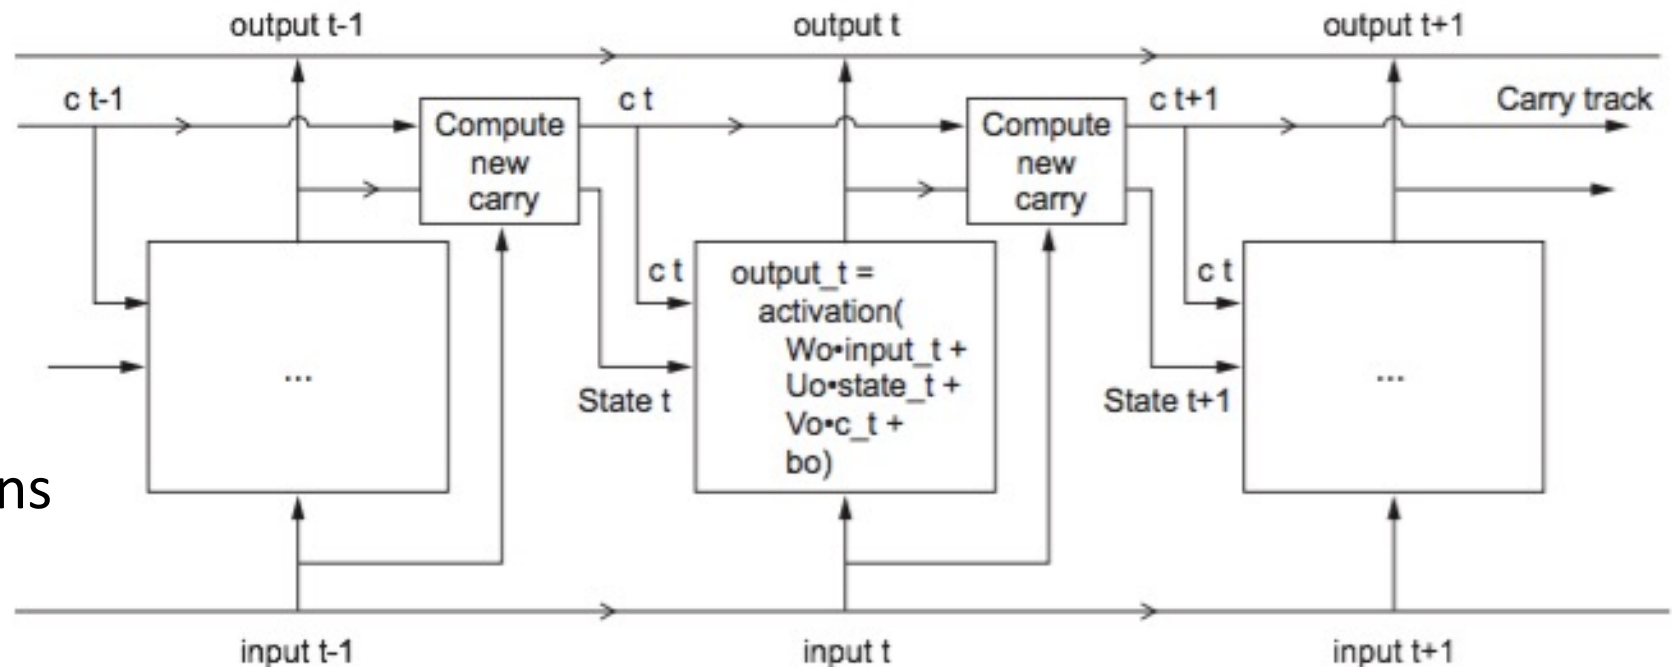 output t-1
output t
output t+1
c t-1
c t
c t+1
Carry track
Compute
new
carry
Compute
new
carry
c t
output_t =
activation(
Wo•input_t +
Uo•state_t +
Vo•c_t +
bo)
c t
...
...
State t
State t+1
ns
input t-1
input t
input t+1